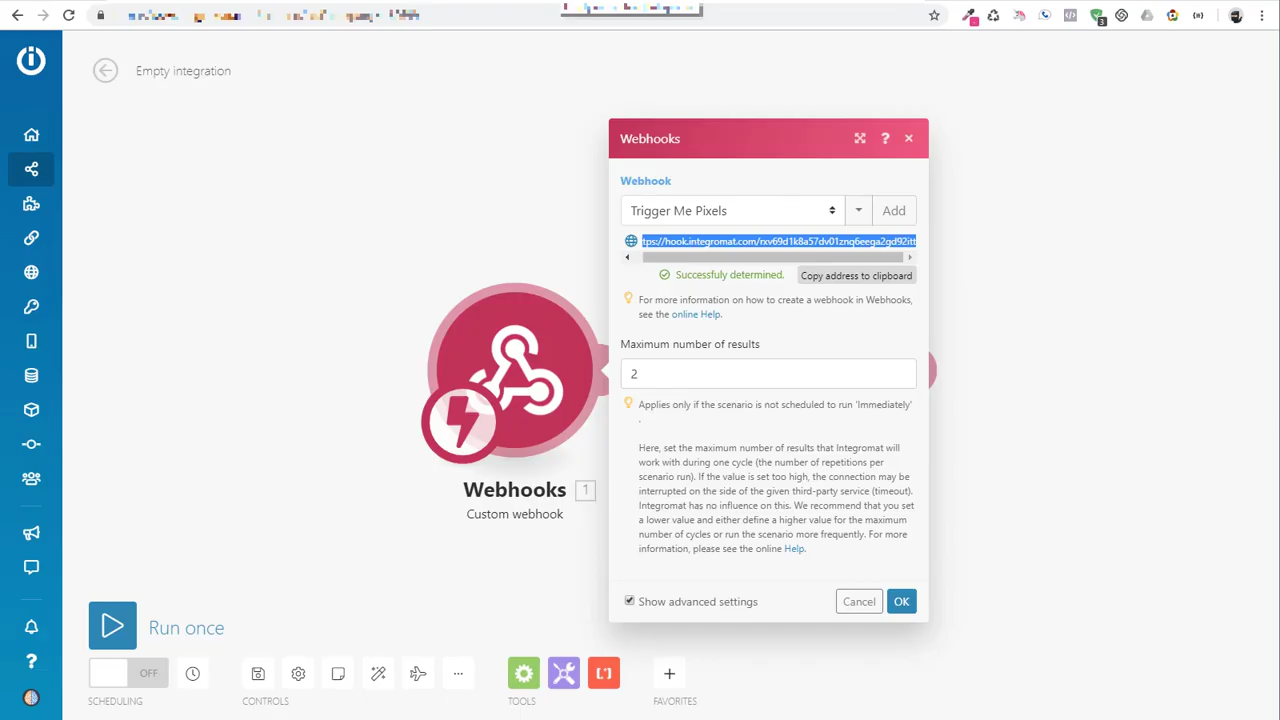 3
Empty integration
Webhooks
?
Webhook
Trigger Me Pixels
Add
tps://hook.integromat.com/rxv69d1k8a57dv01znq6eega2gd92itt
Successfuly determined.
Copy address to clipboard
For more information on how to create a webhook in Webhooks,
see the online Help.
Maximum number of results
2
Applies only if the scenario is not scheduled to run 'Immediately'
.
Here, set the maximum number of results that Integromat will
work with during one cycle (the number of repetitions per
scenario run). If the value is set too high, the connection may be
interrupted on the side of the given third-party service (timeout).
Integromat has no influence on this. We recommend that you set
a lower value and either define a higher value for the maximum
number of cycles or run the scenario more frequently. For more
information, please see the online Help.
Show advanced settings
Cancel
OK
Webhooks 1
Custom webhook
Run once
OFF
SCHEDULING
CONTROLS
TOOLS
FAVORITES
?